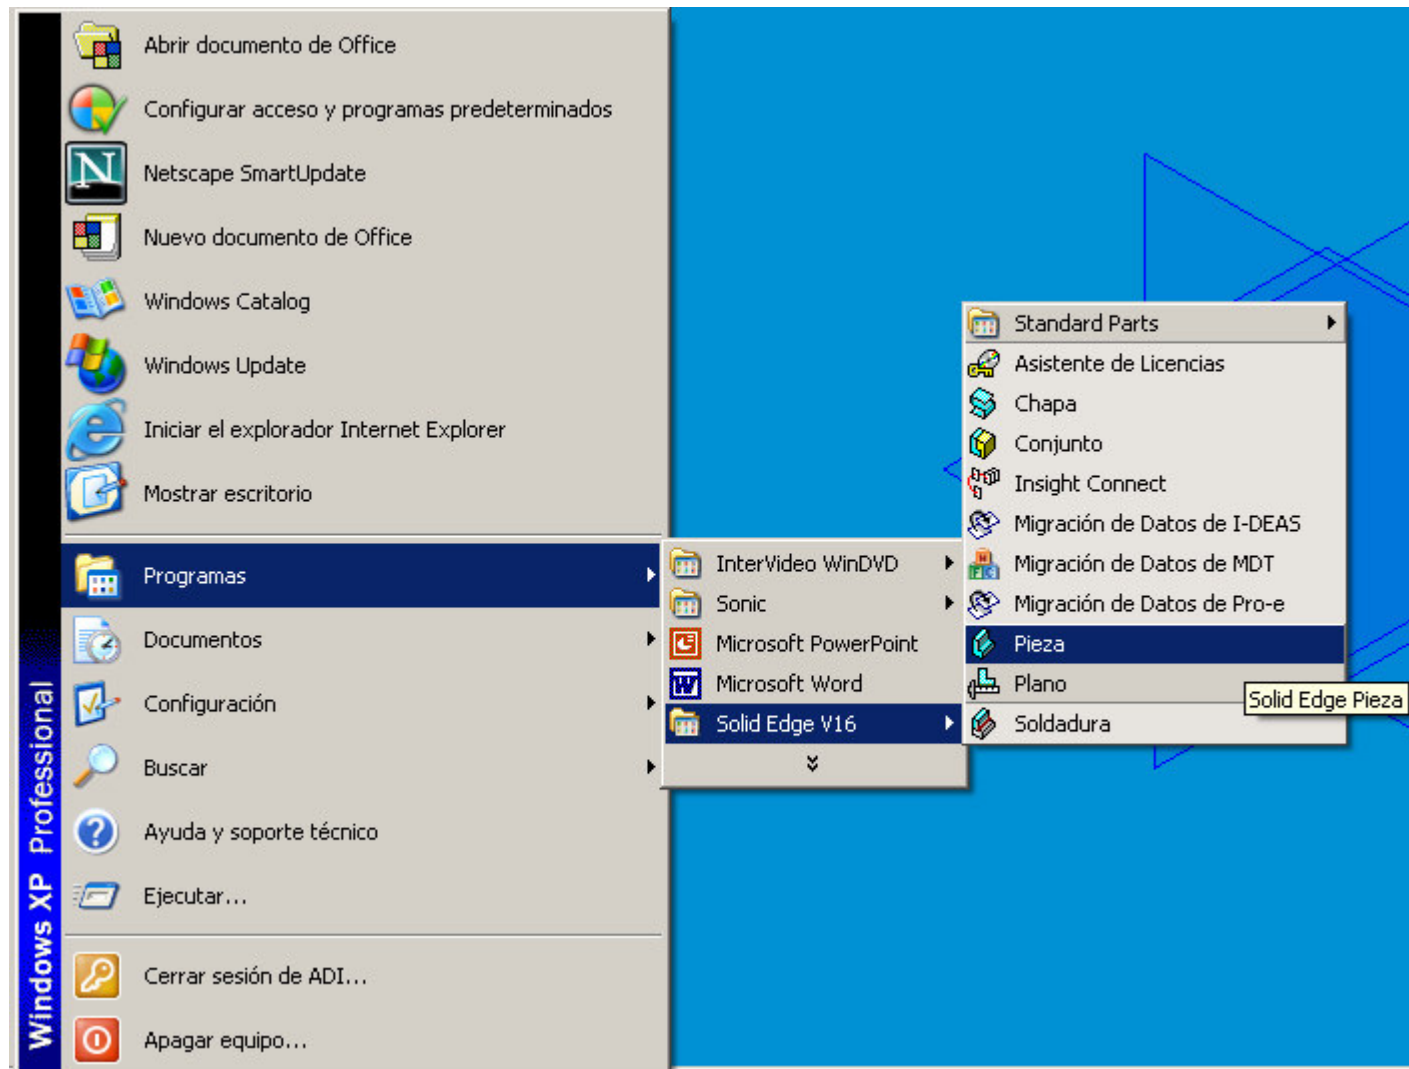 Abrir documento de Office
Configurar acceso y programas predeterminados
N
Netscape SmartUpdate
Nuevo documento de Office
Windows Catalog
Windows Update
Iniciar el explorador Internet Explorer
Mostrar escritorio
Programas
Documentos
Configuración
Buscar
Ayuda y soporte técnico
Ejecutar...
Cerrar sesión de ADI...
Apagar equipo...
Windows XP Professional
InterVideo WinDVD
Sonic
Microsoft PowerPoint
Microsoft Word
Solid Edge V16
Standard Parts
Asistente de Licencias
Chapa
Conjunto
Insight Connect
Migración de Datos de I-DEAS
Migración de Datos de MDT
Migración de Datos de Pro-e
Pieza
Plano
Soldadura
Solid Edge Pieza